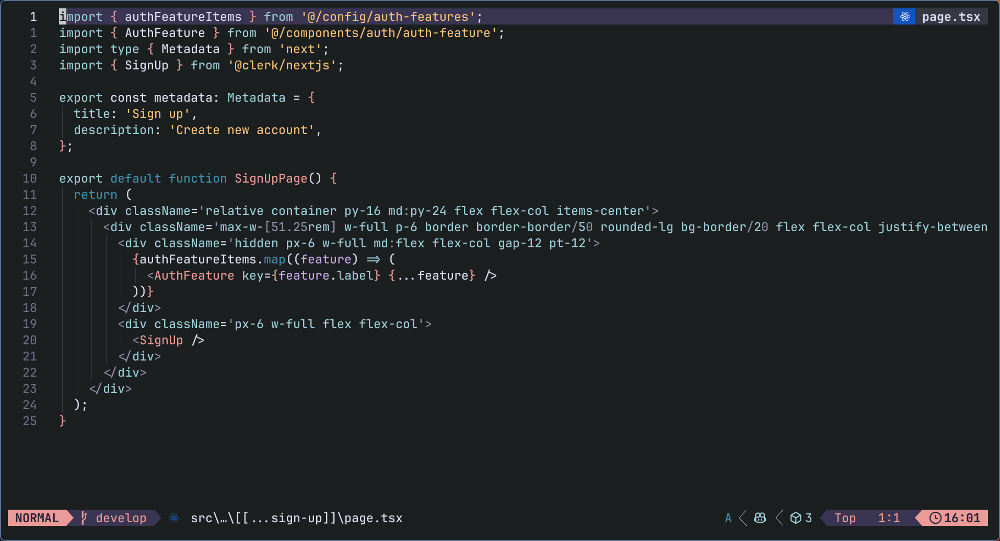 1 import { authFeatureItems } from '@/config/auth-features'; page.tsx
1 import { AuthFeature } from '@/components/auth/auth-feature';
2 import type { Metadata } from 'next';
3 import { SignUp } from '@clerk/nextjs';
4
5 export const metadata: Metadata = {
6   title: 'Sign up',
7   description: 'Create new account',
8 };
9
10 export default function SignUpPage() {
11   return (
12     <div className='relative container py-16 md:py-24 flex flex-col items-center'>
13       <div className='max-w-[51.25rem] w-full p-6 border border-border/50 rounded-lg bg-border/20 flex flex-col justify-between
14         <div className='hidden px-6 w-full md:flex flex-col gap-12 pt-12'>
15           {authFeatureItems.map((feature) => (
16             <AuthFeature key={feature.label} {...feature} />
17           ))}
18         </div>
19         <div className='px-6 w-full flex flex-col'>
20           <SignUp />
21         </div>
22       </div>
23     </div>
24   );
25 }
NORMAL develop src\…\[[...sign-up]]\page.tsx A 3 Top 1:1 16:01